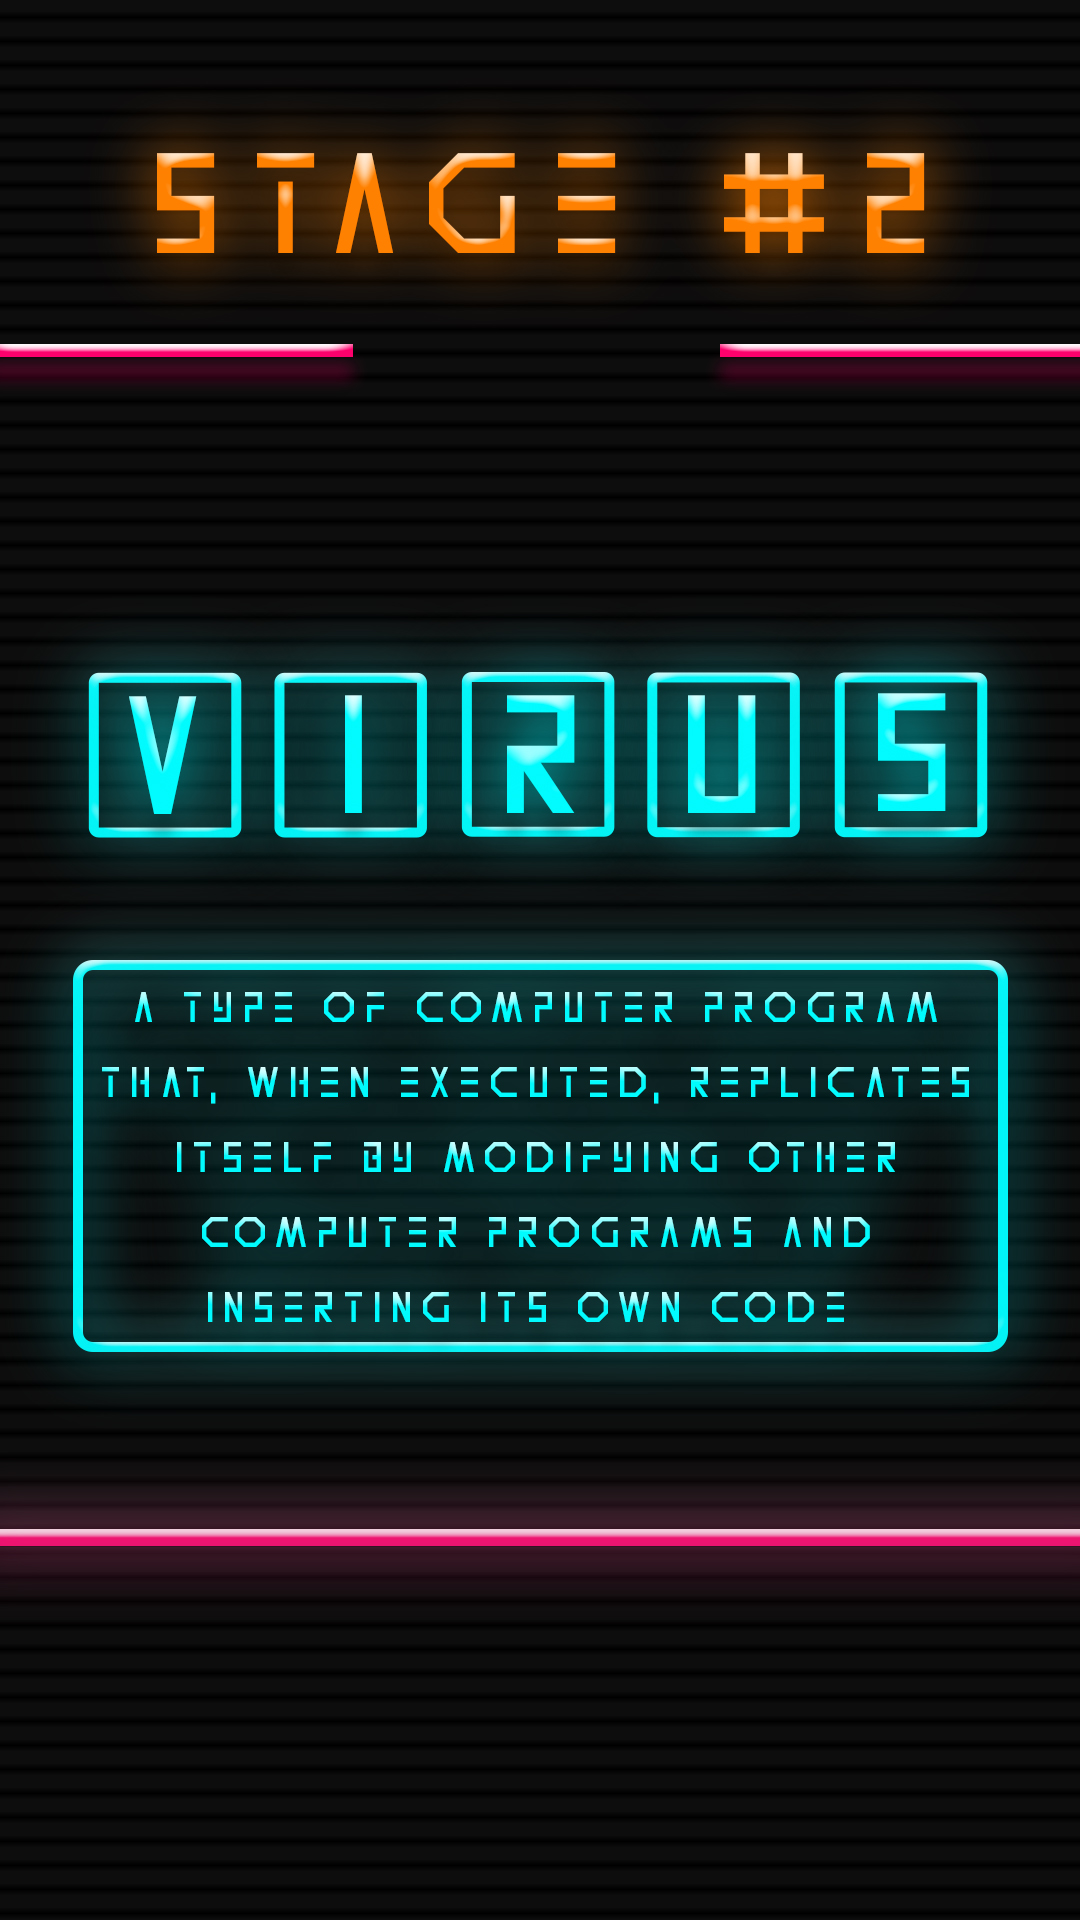 STAGE #2
VIRUS
A TYPE OF COMPUTER PROGRAM
THAT, WHEN EXECUTED, REPLICATES
ITSELF BY MODIFYING OTHER
COMPUTER PROGRAMS AND
INSERTING ITS OWN CODE